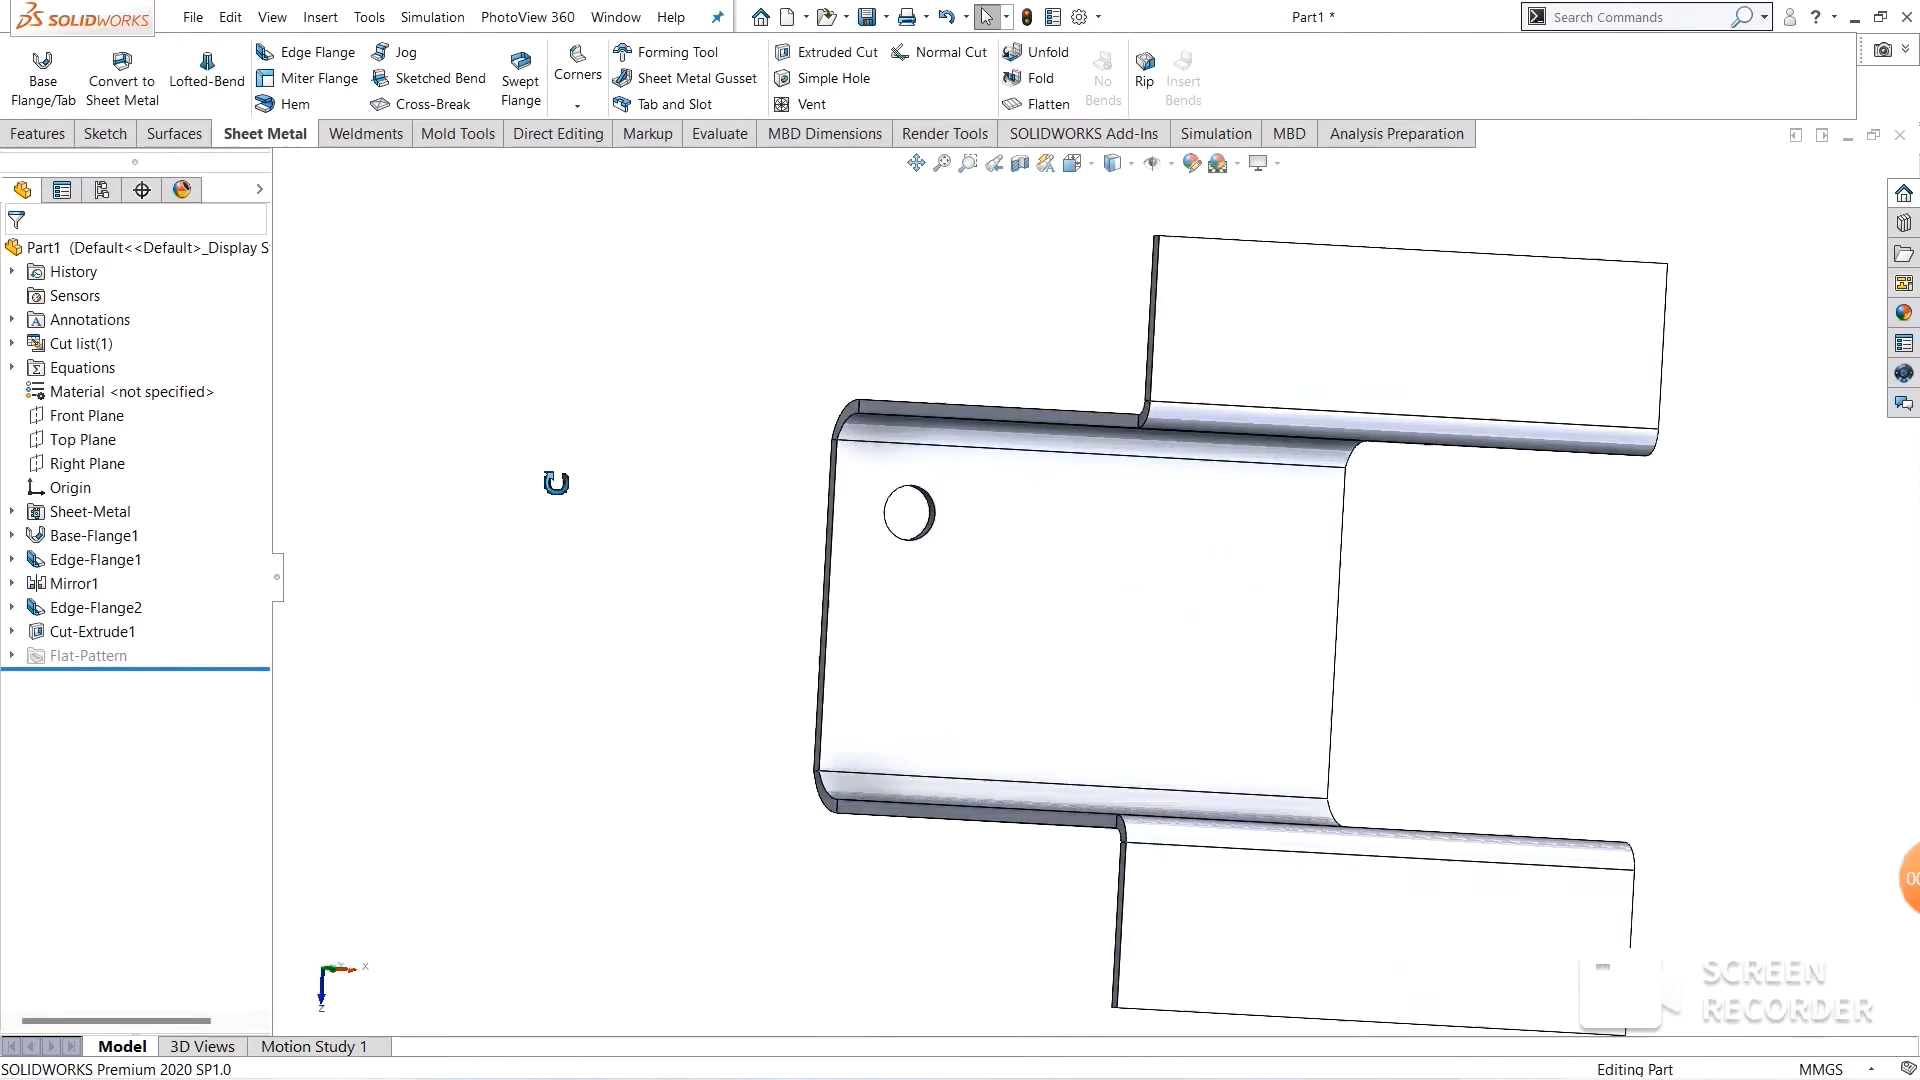 SOLIDWORKS File Edit View Insert Tools Simulation PhotoView 360 Window Help Part1 * Search Commands ?
Base Flange/Tab
Convert to Sheet Metal
Lofted-Bend
Edge Flange
Miter Flange
Hem
Jog
Sketched Bend
Cross-Break
Swept Flange
Corners
Forming Tool
Sheet Metal Gusset
Tab and Slot
Extruded Cut
Simple Hole
Vent
Normal Cut
Unfold
Fold
Flatten
No Bends
Rip
Insert Bends
Features Sketch Surfaces Sheet Metal Weldments Mold Tools Direct Editing Markup Evaluate MBD Dimensions Render Tools SOLIDWORKS Add-Ins Simulation MBD Analysis Preparation
Part1 (Default<<Default>_Display S
History
Sensors
Annotations
Cut list(1)
Equations
Material <not specified>
Front Plane
Top Plane
Right Plane
Origin
Sheet-Metal
Base-Flange1
Edge-Flange1
Mirror1
Edge-Flange2
Cut-Extrude1
Flat-Pattern
X
Z
00
SCREEN
RECORDER
Model 3D Views Motion Study 1
SOLIDWORKS Premium 2020 SP1.0 Editing Part MMGS